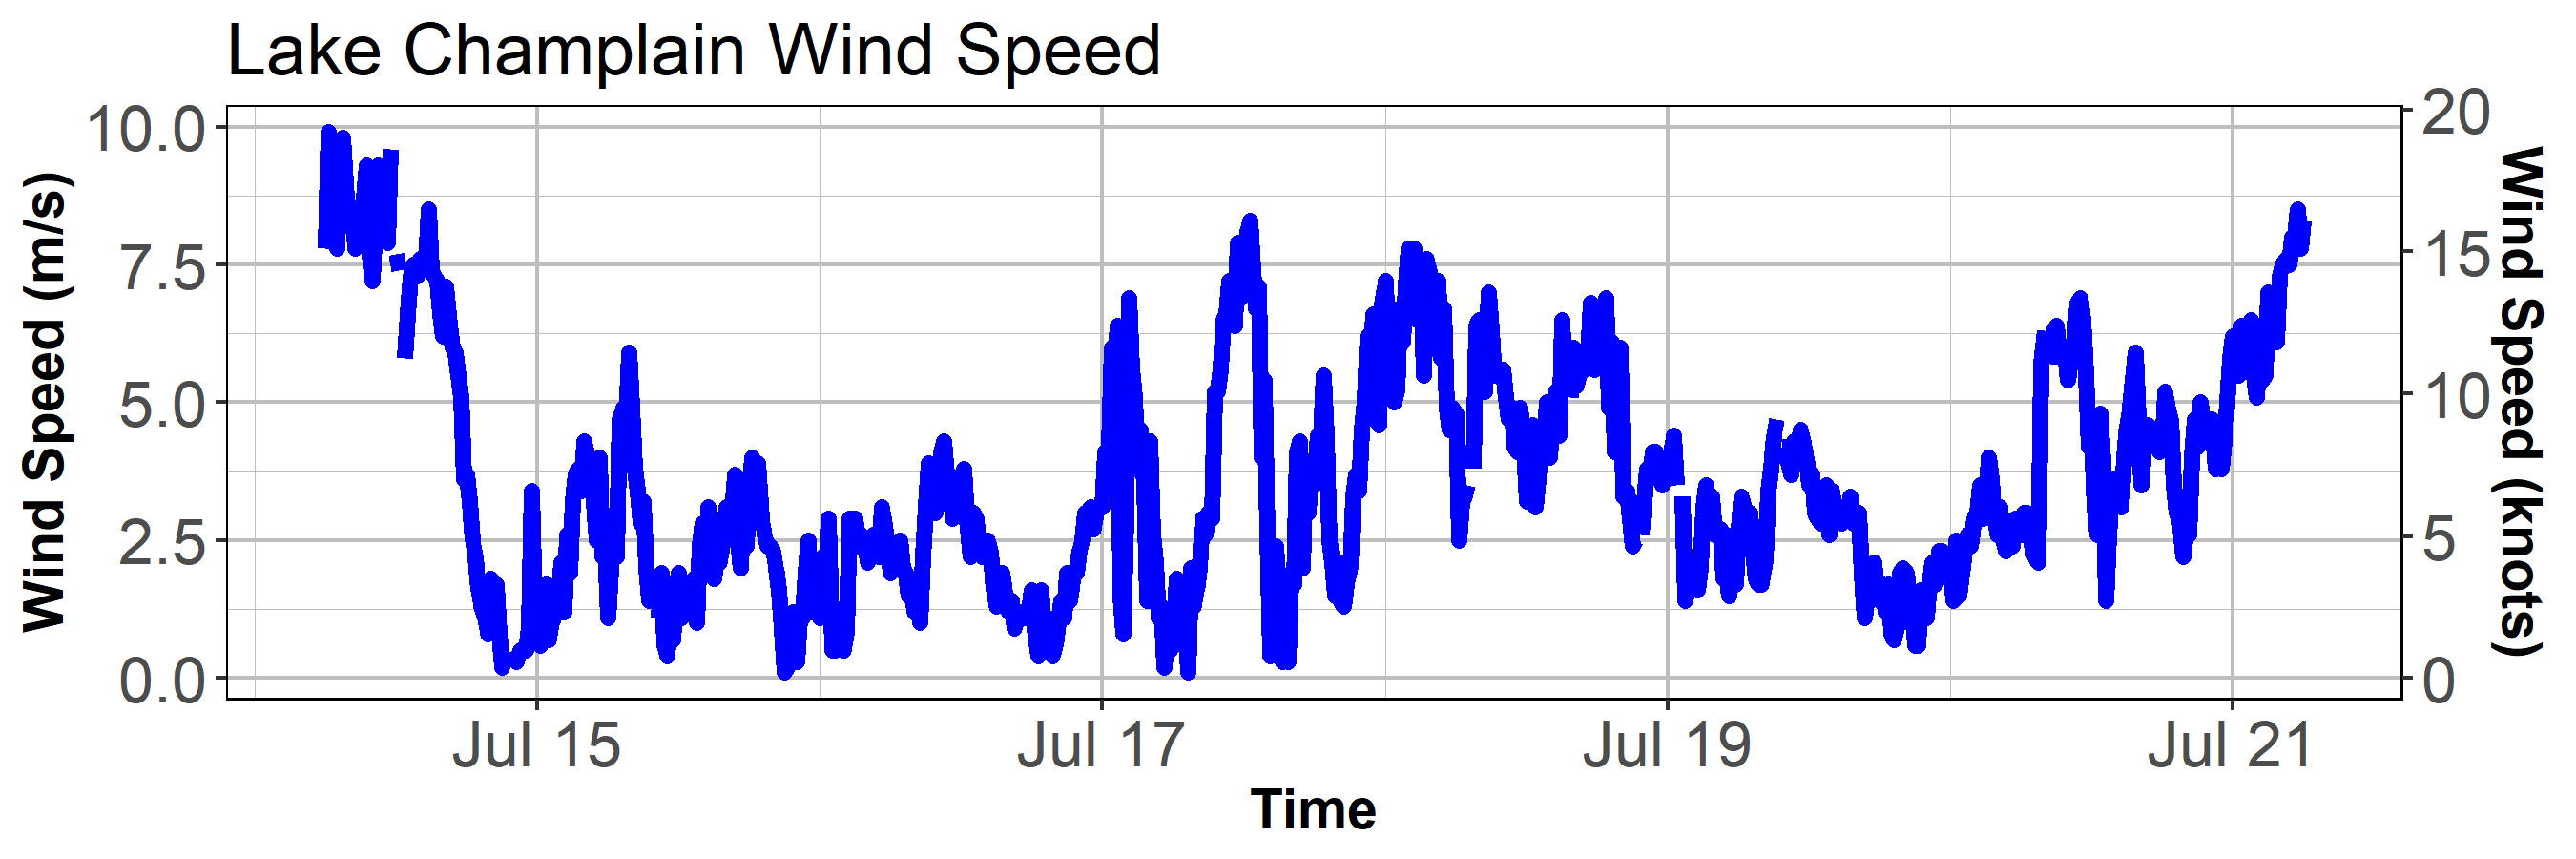 Lake Champlain Wind Speed
Wind Speed (m/s)
10.0
7.5
5.0
2.5
0.0
20
15
10
5
0
Wind Speed (knots)
Jul 15 Jul 17 Jul 19 Jul 21
Time